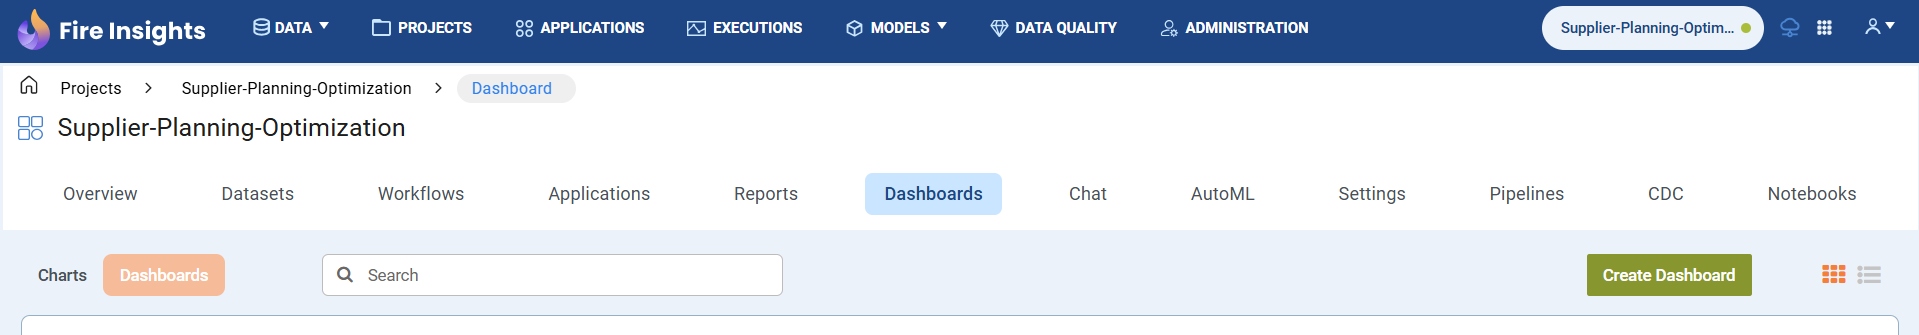 Fire Insights DATA PROJECTS APPLICATIONS EXECUTIONS MODELS DATA QUALITY ADMINISTRATION Supplier-Planning-Optim...
Projects > Supplier-Planning-Optimization > Dashboard
Supplier-Planning-Optimization
Overview Datasets Workflows Applications Reports Dashboards Chat AutoML Settings Pipelines CDC Notebooks
Charts Dashboards Search Create Dashboard